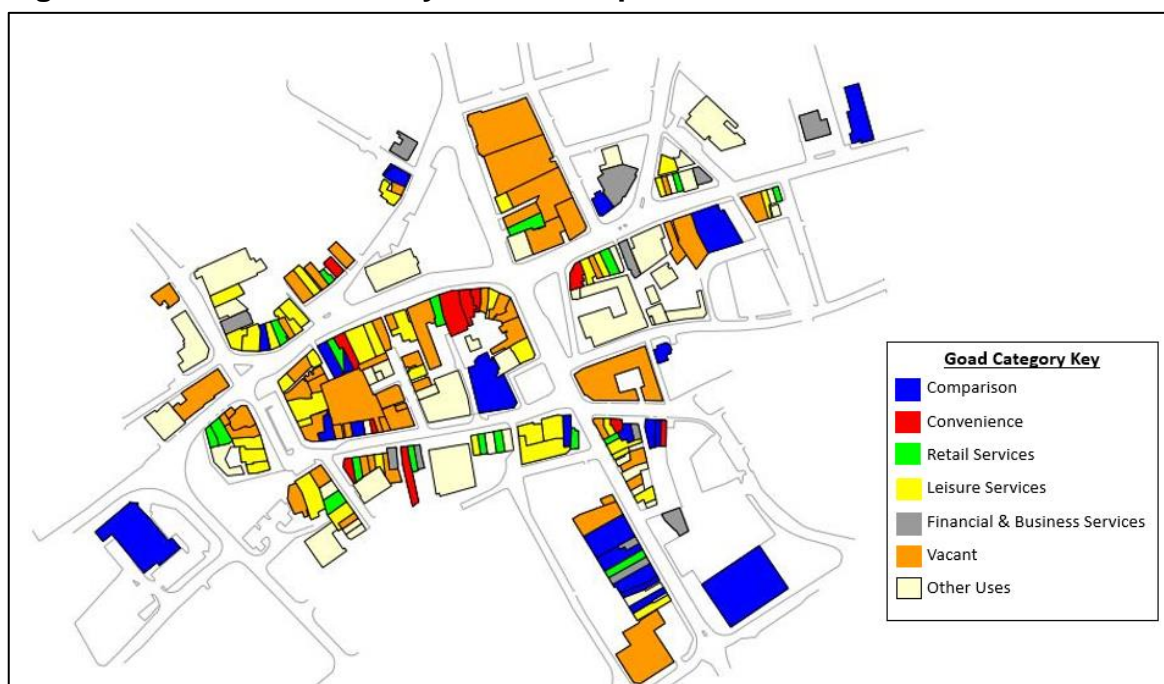 Goad Category Key
Comparison
Convenience
Retail Services
Leisure Services
Financial & Business Services
Vacant
Other Uses